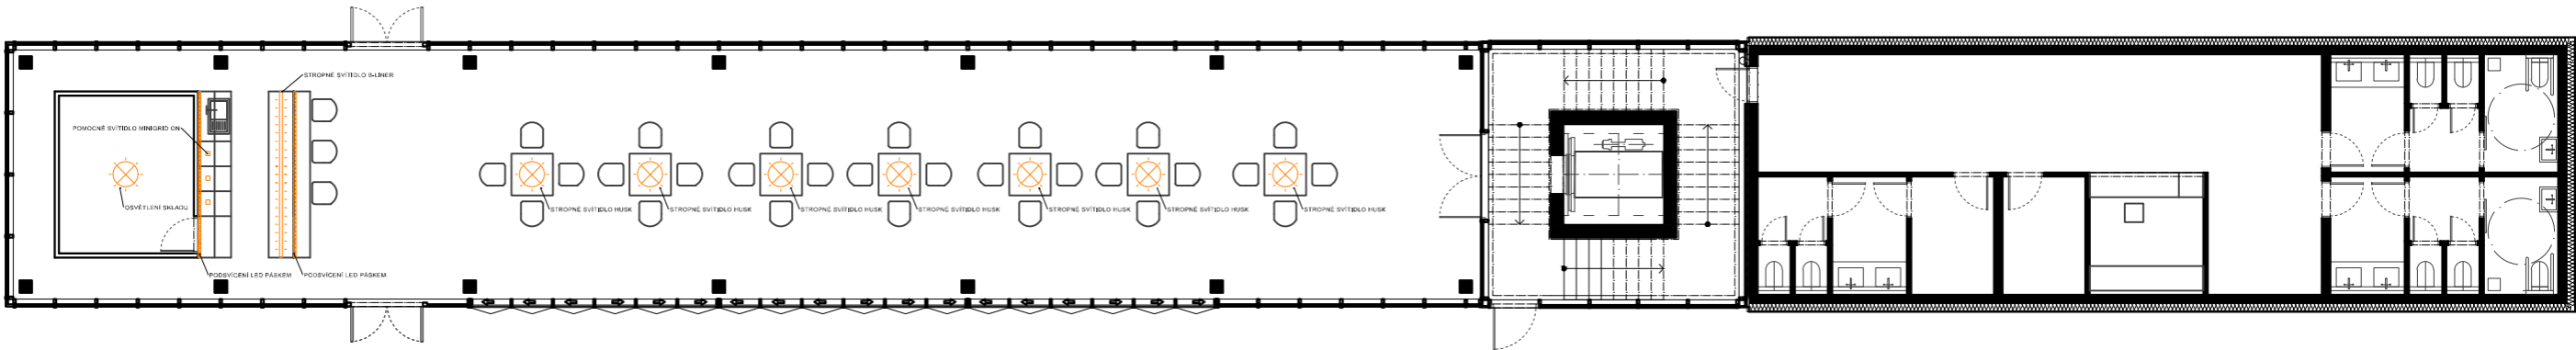 STROPNÉ SVÍTIDLO B-LINER
POMOCNÉ SVÍTIDLO MINIGRID ON
OSVĚTLENÍ SKLADU
STROPNÉ SVÍTIDLO HUSK
STROPNÉ SVÍTIDLO HUSK
STROPNÉ SVÍTIDLO HUSK
STROPNÉ SVÍTIDLO HUSK
STROPNÉ SVÍTIDLO HUSK
STROPNÉ SVÍTIDLO HUSK
STROPNÉ SVÍTIDLO HUSK
PODSVÍCENÍ LED PÁSKEM
PODSVÍCENÍ LED PÁSKEM